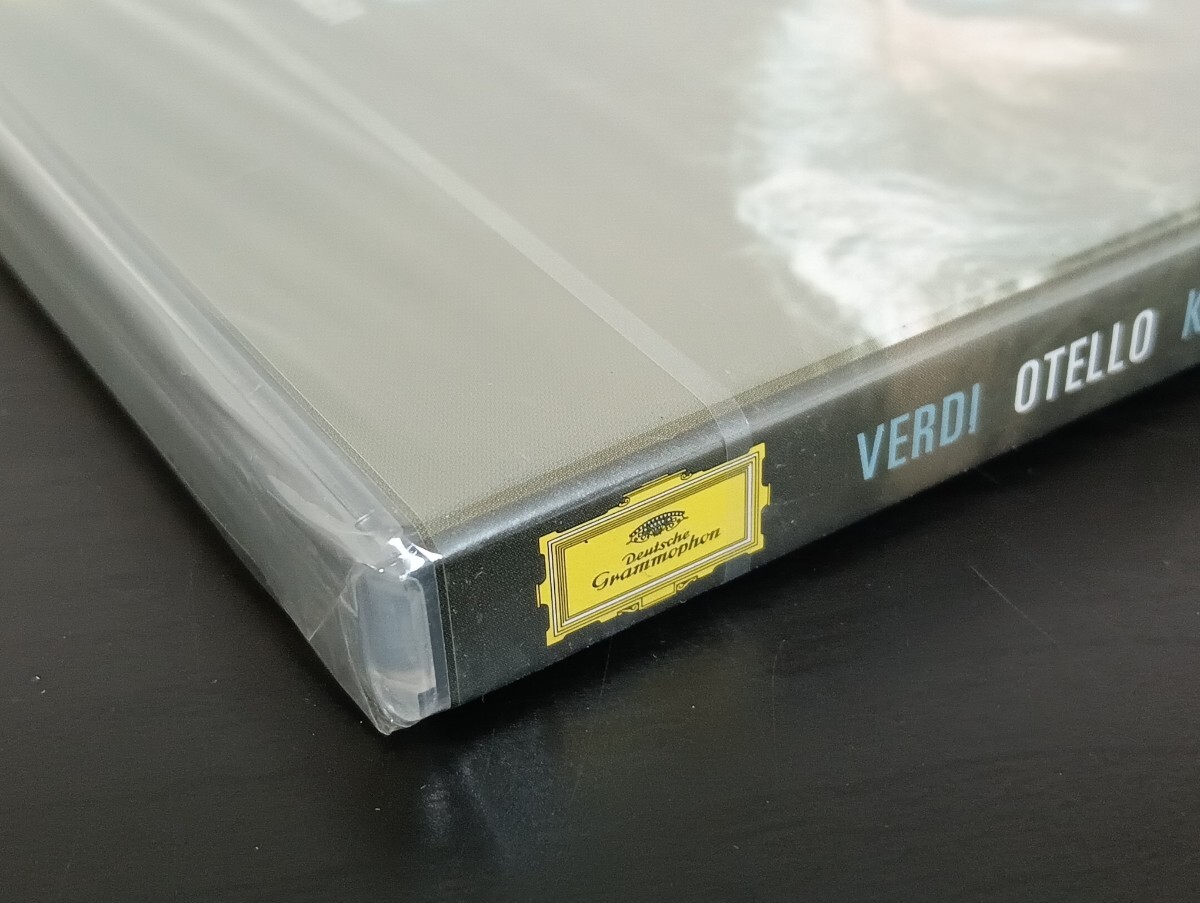 Deutsche
Grammophon
VERDI OTELLO K